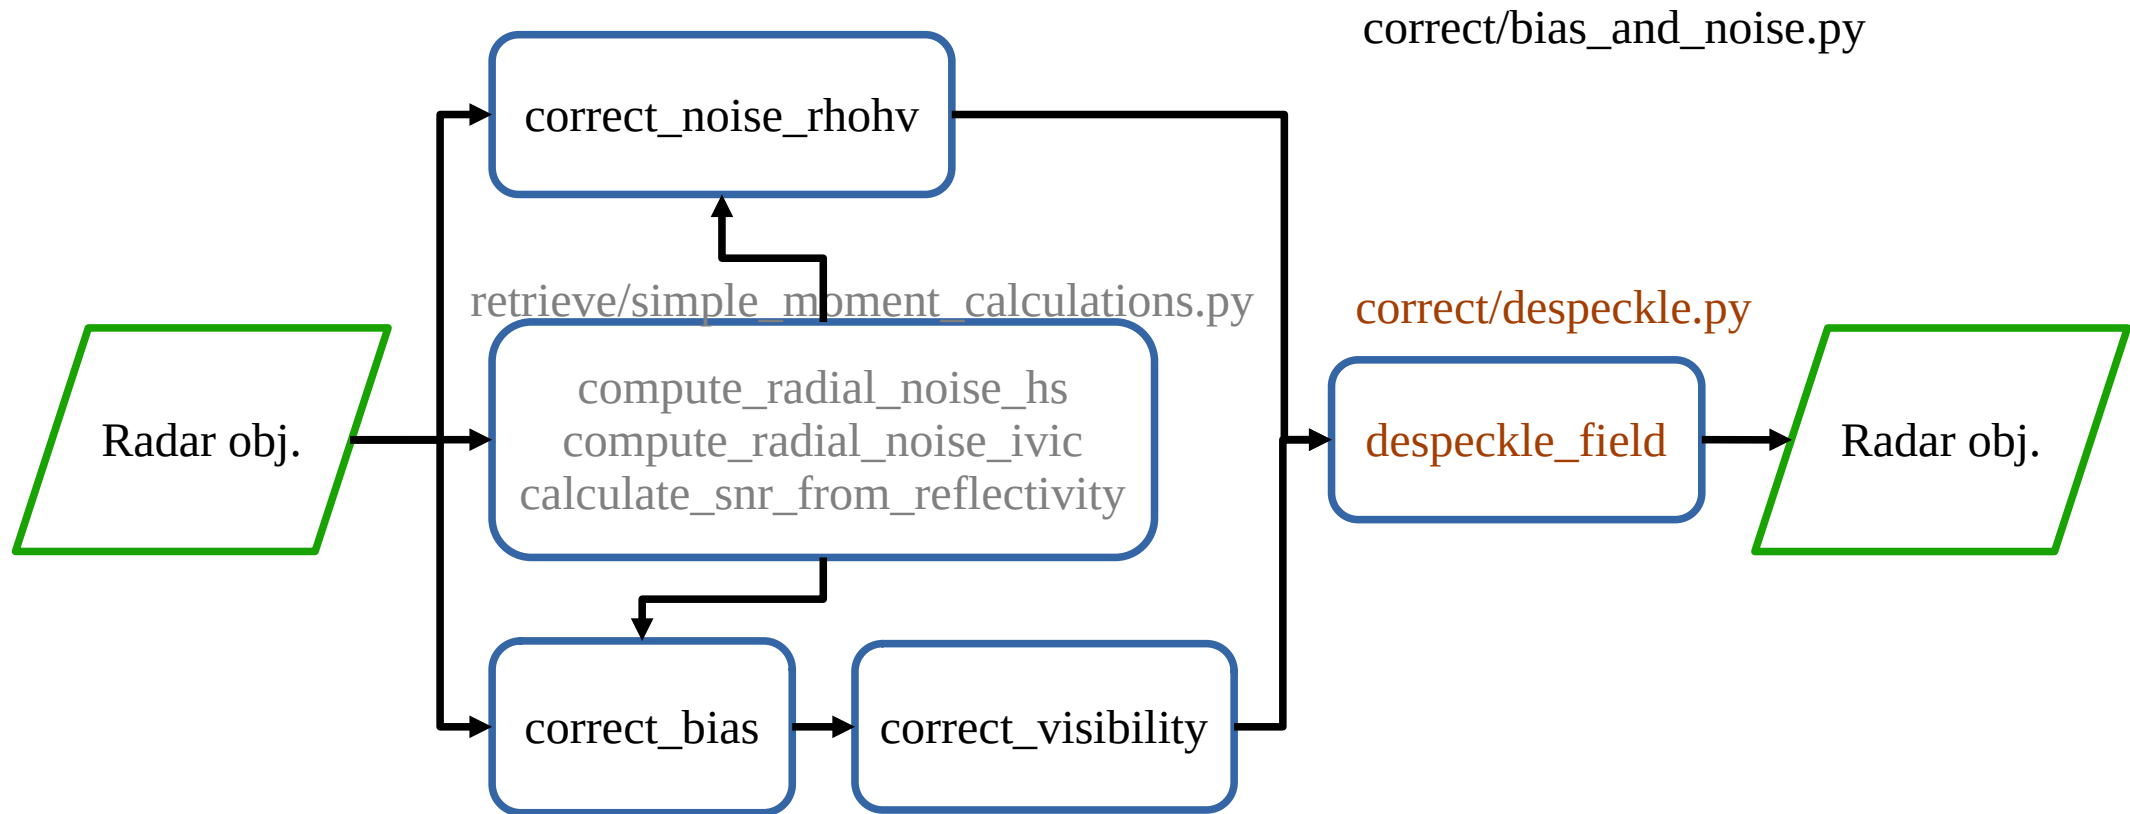 correct/bias_and_noise.py
correct_noise_rhohv
retrieve/simple_moment_calculations.py
correct/despeckle.py
Radar obj.
compute_radial_noise_hs
compute_radial_noise_ivic
calculate_snr_from_reflectivity
despeckle_field
Radar obj.
correct_bias
correct_visibility